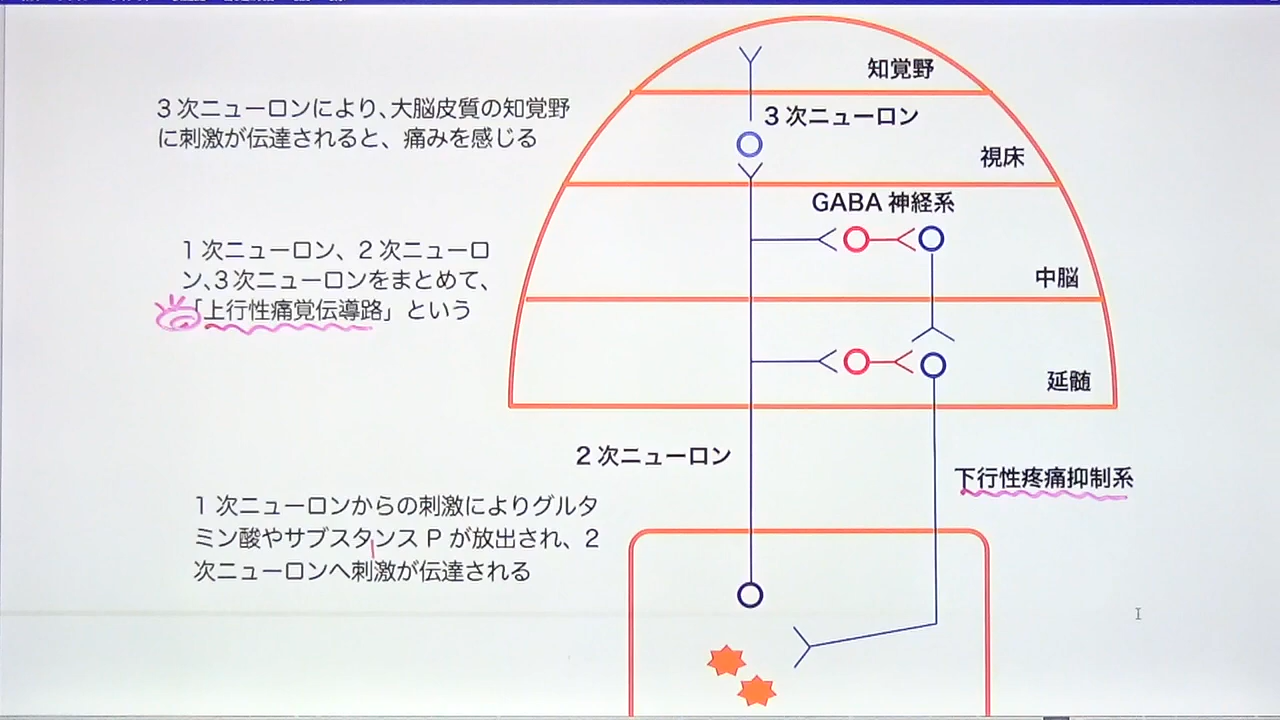 知覚野
3次ニューロンにより、大脳皮質の知覚野
に刺激が伝達されると、痛みを感じる
3次ニューロン
視床
GABA 神経系
1次ニューロン、2次ニューロ
ン、3次ニューロンをまとめて、
「上行性痛覚伝導路」という
中脳
延髄
2次ニューロン
下行性疼痛抑制系
1次ニューロンからの刺激によりグルタ
ミン酸やサブスタンス P が放出され、2
次ニューロンへ刺激が伝達される